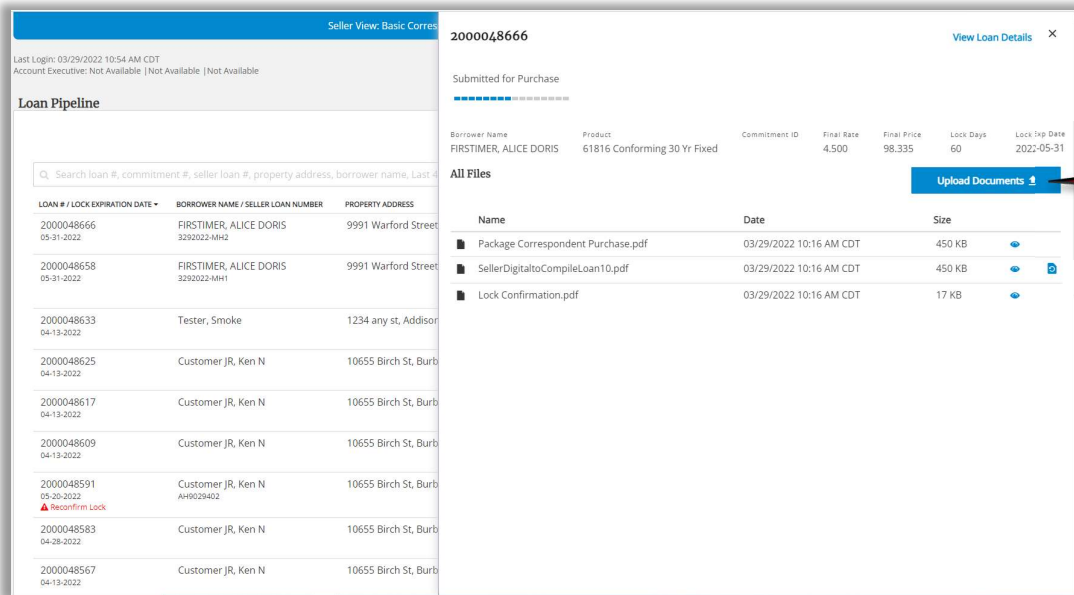 Seller View: Basic Corres
Last Login: 03/29/2022 10:54 AM CDT
Account Executive: Not Available |Not Available |Not Available
Loan Pipeline
Search loan #, commitment #, seller loan #, property address, borrower name, Last 4
LOAN # / LOCK EXPIRATION DATE BORROWER NAME / SELLER LOAN NUMBER PROPERTY ADDRESS
2000048666 FIRSTIMER, ALICE DORIS 9991 Warford Street
05-31-2022 3292022-MH2
2000048658 FIRSTIMER, ALICE DORIS 9991 Warford Street
05-31-2022 3292022-MH1
2000048633 Tester, Smoke 1234 any st, Addison
04-13-2022
2000048625 Customer JR, Ken N 10655 Birch St, Burb
04-13-2022
2000048617 Customer JR, Ken N 10655 Birch St, Burb
04-13-2022
2000048609 Customer JR, Ken N 10655 Birch St, Burb
04-13-2022
2000048591 Customer JR, Ken N 10655 Birch St, Burb
05-20-2022 AH9029402
Reconfirm Lock
2000048583 Customer JR, Ken N 10655 Birch St, Burb
04-28-2022
2000048567 Customer JR, Ken N 10655 Birch St, Burb
04-13-2022
2000048666 View Loan Details
Submitted for Purchase
Borrower Name Product Commitment ID Final Rate Final Price Lock Days Lock Exp Date
FIRSTIMER, ALICE DORIS 61816 Conforming 30 Yr Fixed 4.500 98.335 60 2022-05-31
All Files
Upload Documents
Name Date Size
Package Correspondent Purchase.pdf 03/29/2022 10:16 AM CDT 450 KB
SellerDigitaltoCompileLoan10.pdf 03/29/2022 10:16 AM CDT 450 KB
Lock Confirmation.pdf 03/29/2022 10:16 AM CDT 17 KB